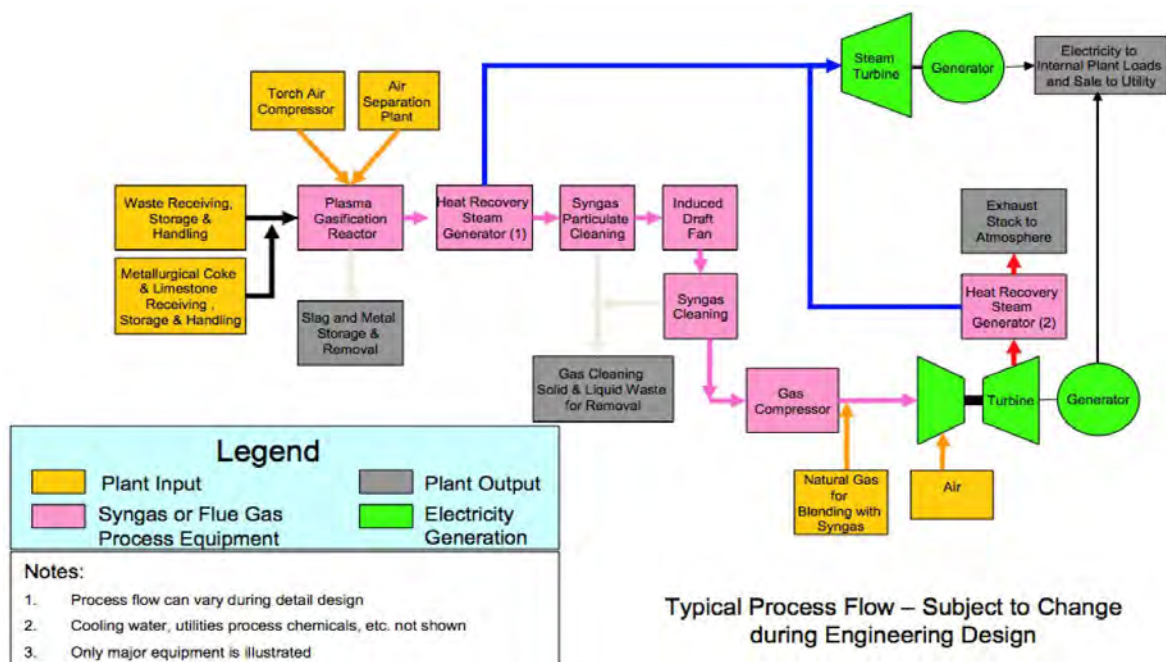 Torch Air
Compressor
Air
Separation
Plant
Steam
Turbine
Generator
Electricity to
Internal Plant Loads
and Sale to Utility
Waste Receiving,
Storage &
Handling
Plasma
Gasification
Reactor
Heat Recovery
Steam
Generator (1)
Syngas
Particulate
Cleaning
Induced
Draft
Fan
Exhaust
Stack to
Atmosphere
Metallurgical Coke
& Limestone
Receiving ,
Storage & Handling
Slag and Metal
Storage &
Removal
Syngas
Cleaning
Heat Recovery
Steam
Generator (2)
Gas Cleaning
Solid & Liquid Waste
for Removal
Gas
Compressor
Turbine
Generator
Natural Gas
for
Blending with
Syngas
Air
Legend
Plant Input
Plant Output
Syngas or Flue Gas
Process Equipment
Electricity
Generation
Notes:
1. Process flow can vary during detail design
2. Cooling water, utilities process chemicals, etc. not shown
3. Only major equipment is illustrated
Typical Process Flow – Subject to Change
during Engineering Design